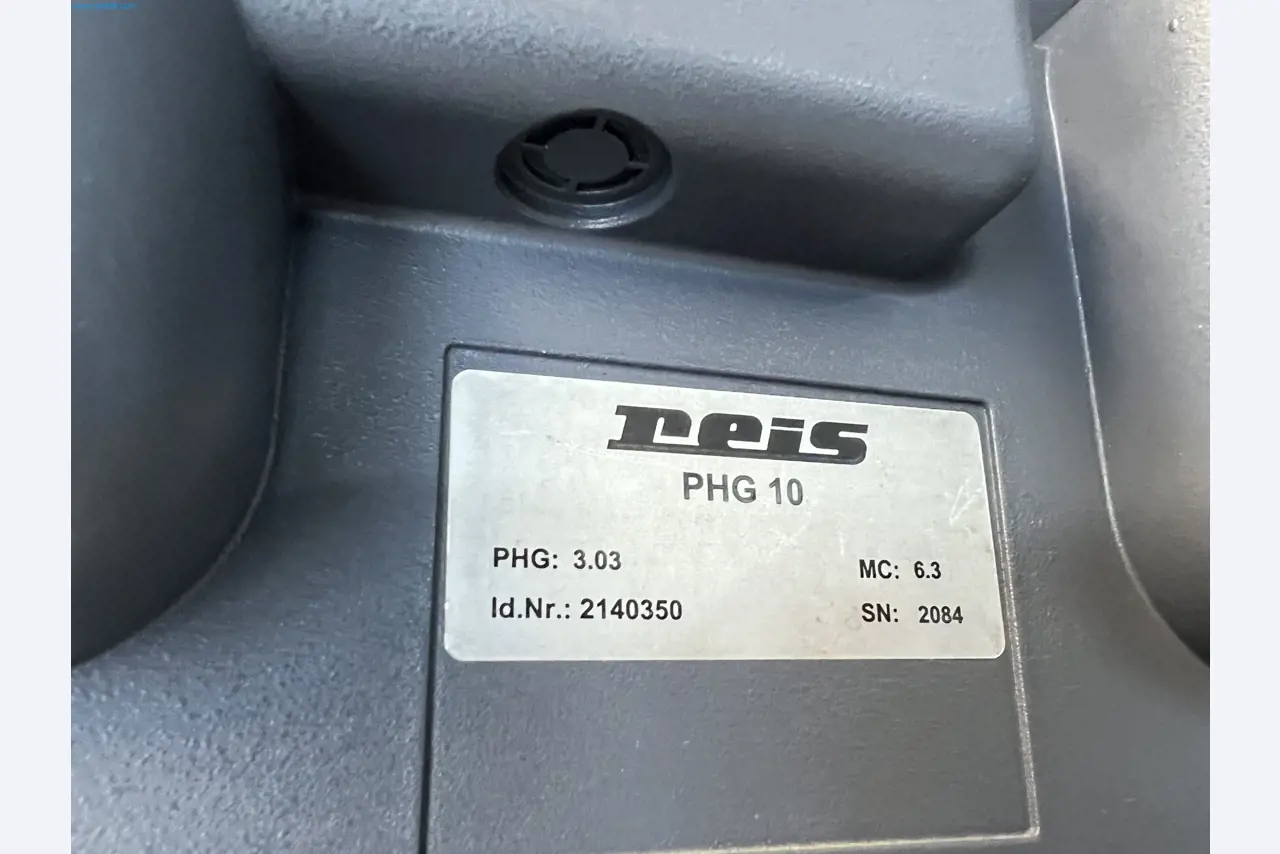 reis
PHG 10
PHG: 3.03 MC: 6.3
Id.Nr.: 2140350 SN: 2084